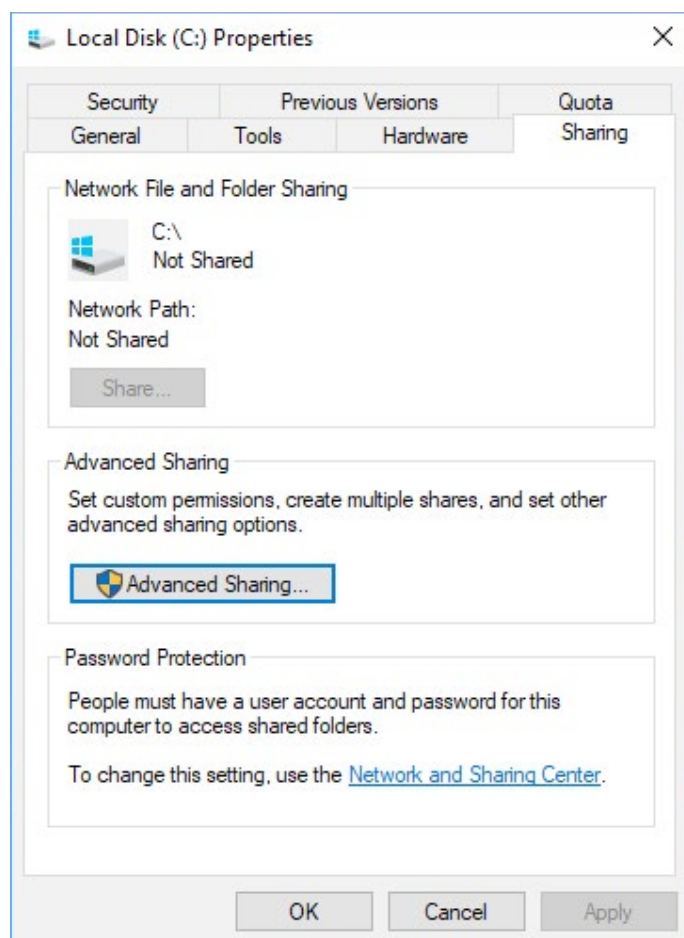 Local Disk (C:) Properties
Security
Previous Versions
Quota
General
Tools
Hardware
Sharing
Network File and Folder Sharing
C:\
Not Shared
Network Path:
Not Shared
Share...
Advanced Sharing
Set custom permissions, create multiple shares, and set other
advanced sharing options.
Advanced Sharing...
Password Protection
People must have a user account and password for this
computer to access shared folders.
To change this setting, use the Network and Sharing Center.
OK
Cancel
Apply